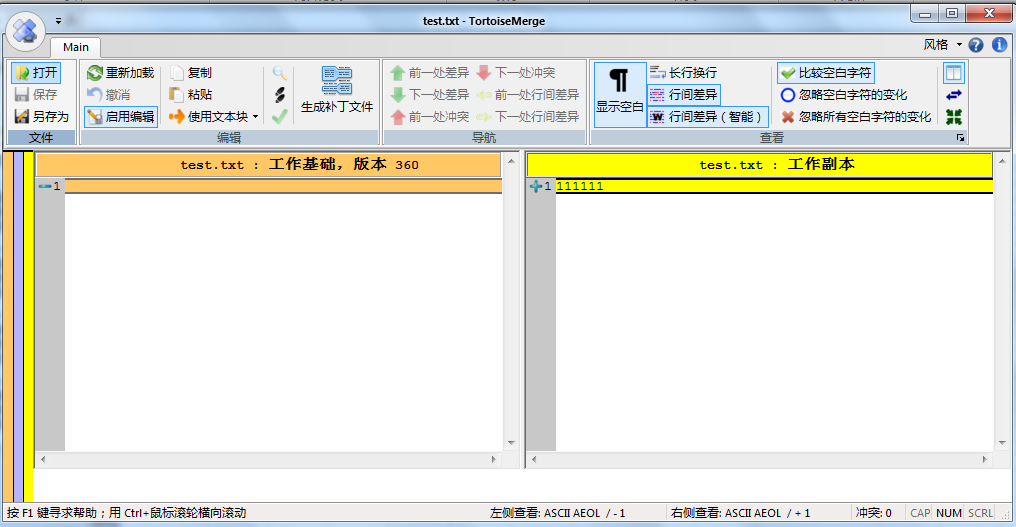 test.txt - TortoiseMerge
Main
风格
打开
保存
另存为
文件
重新加载
撤消
启用编辑
复制
粘贴
使用文本块
生成补丁文件
编辑
前一处差异
下一处差异
前一处冲突
下一处冲突
前一处行间差异
下一处行间差异
导航
显示空白
长行换行
行间差异
行间差异（智能）
比较空白字符
忽略空白字符的变化
忽略所有空白字符的变化
查看
test.txt : 工作基础，版本 360
1
test.txt : 工作副本
1 111111
按 F1 键寻求帮助；用 Ctrl+鼠标滚轮横向滚动
左侧查看: ASCII AEOL / - 1
右侧查看: ASCII AEOL / + 1
冲突: 0
CAP NUM SCRL